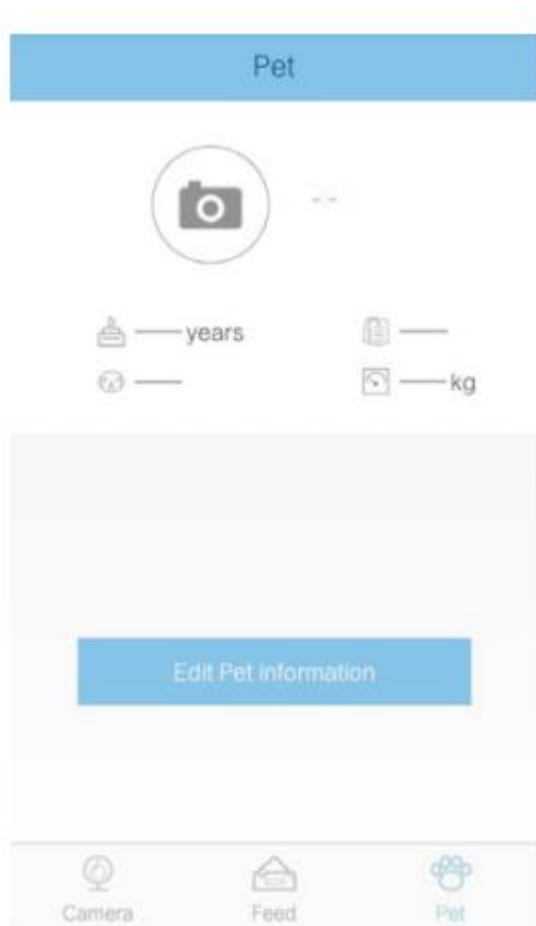 Pet
--
— years —
— — kg
Edit Pet information
Camera Feed Pet